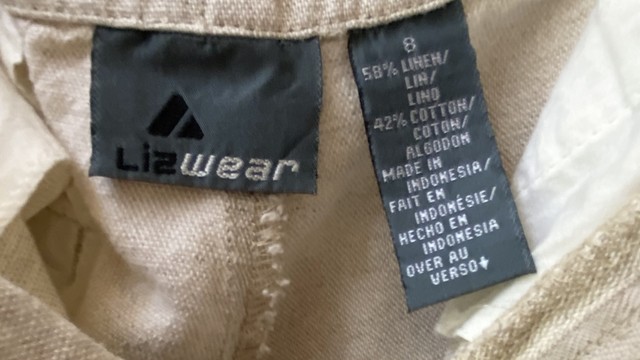 Lizwear
8
58% LINEN/
LIN/
LINO
42% COTTON/
COTON/
ALGODON
MADE IN
INDONESIA/
FAIT EN
INDONÉSIE/
HECHO EN
INDONESIA
OVER AU
VERSO↓